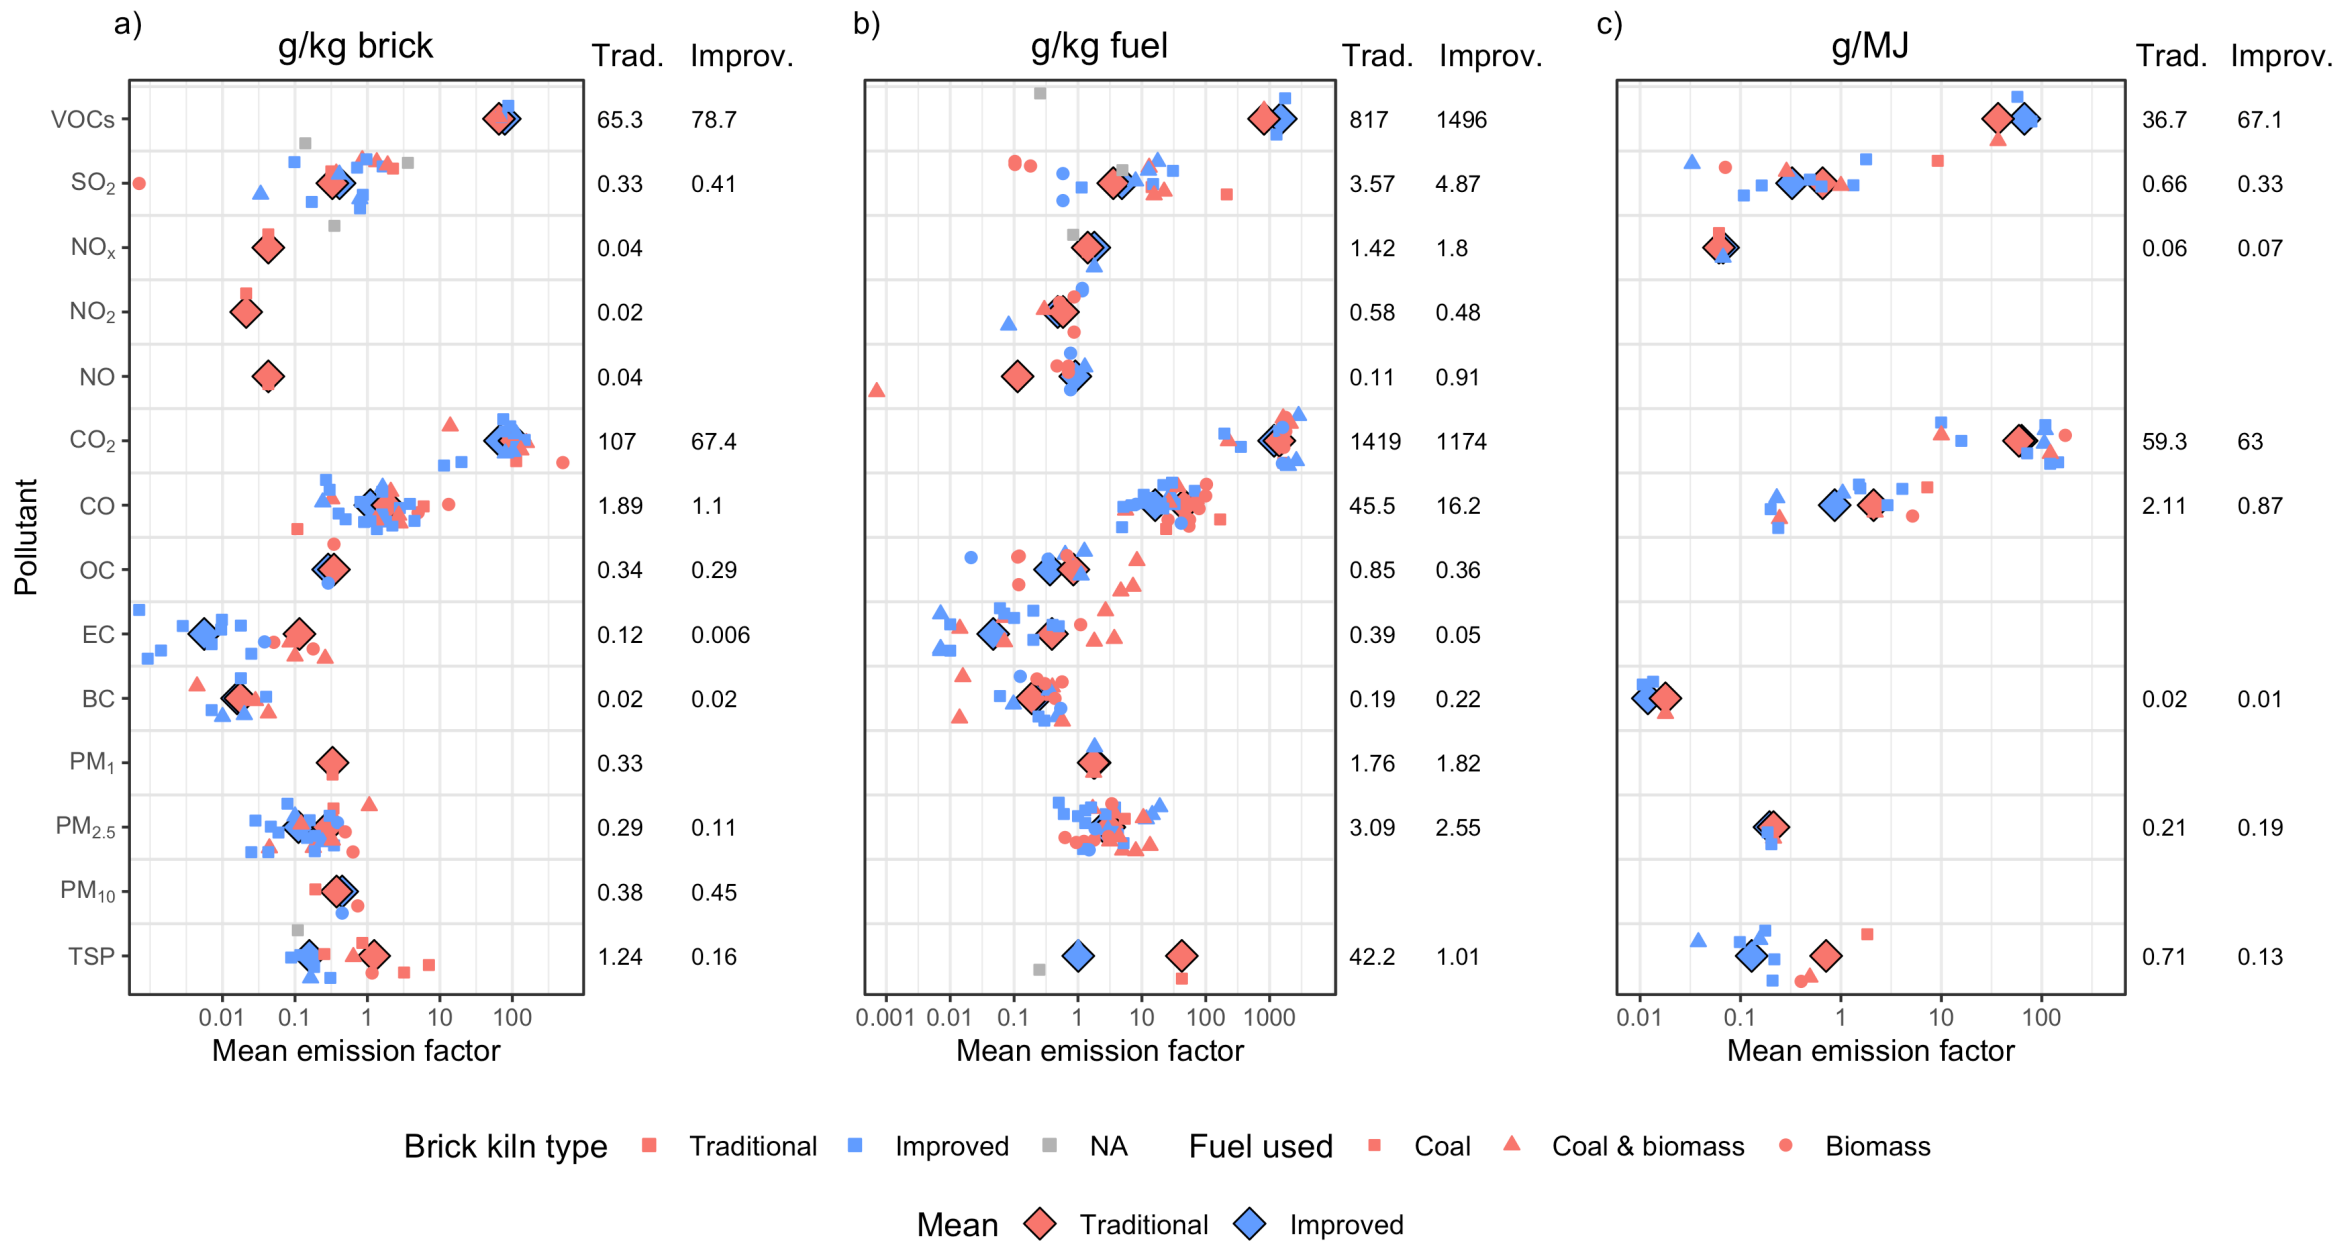 a)
g/kg brick
Trad. Improv.
b)
g/kg fuel
Trad. Improv.
c)
g/MJ
Trad. Improv.
Pollutant
VOCs 65.3 78.7 817 1496 36.7 67.1
SO2 0.33 0.41 3.57 4.87 0.66 0.33
NOx 0.04 1.42 1.8 0.06 0.07
NO2 0.02 0.58 0.48
NO 0.04 0.11 0.91
CO2 107 67.4 1419 1174 59.3 63
CO 1.89 1.1 45.5 16.2 2.11 0.87
OC 0.34 0.29 0.85 0.36
EC 0.12 0.006 0.39 0.05
BC 0.02 0.02 0.19 0.22 0.02 0.01
PM1 0.33 1.76 1.82
PM2.5 0.29 0.11 3.09 2.55 0.21 0.19
PM10 0.38 0.45
TSP 1.24 0.16 42.2 1.01 0.71 0.13
0.01 0.1 1 10 100
0.001 0.01 0.1 1 10 100 1000
0.01 0.1 1 10 100
Mean emission factor
Mean emission factor
Mean emission factor
Brick kiln type Traditional Improved NA Fuel used Coal Coal & biomass Biomass
Mean Traditional Improved